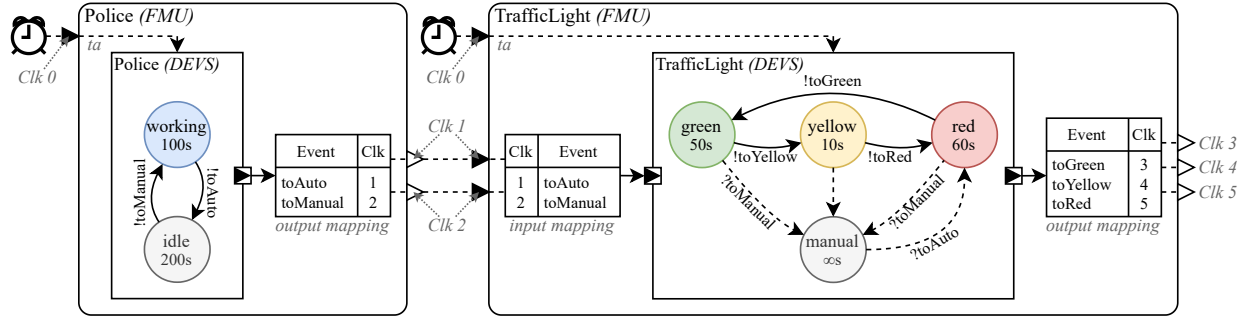 Police (FMU)
ta
Clk 0
Police (DEVS)
working
100s
!toManual
!toAuto
idle
200s
Event Clk
toAuto 1
toManual 2
output mapping
Clk 1
Clk 2
TrafficLight (FMU)
ta
Clk 0
Clk Event
1 toAuto
2 toManual
input mapping
TrafficLight (DEVS)
!toGreen
green
50s
!toYellow
yellow
10s
!toRed
red
60s
?toManual
?toManual
manual
∞s
?toAuto
Event Clk
toGreen 3
toYellow 4
toRed 5
output mapping
Clk 3
Clk 4
Clk 5